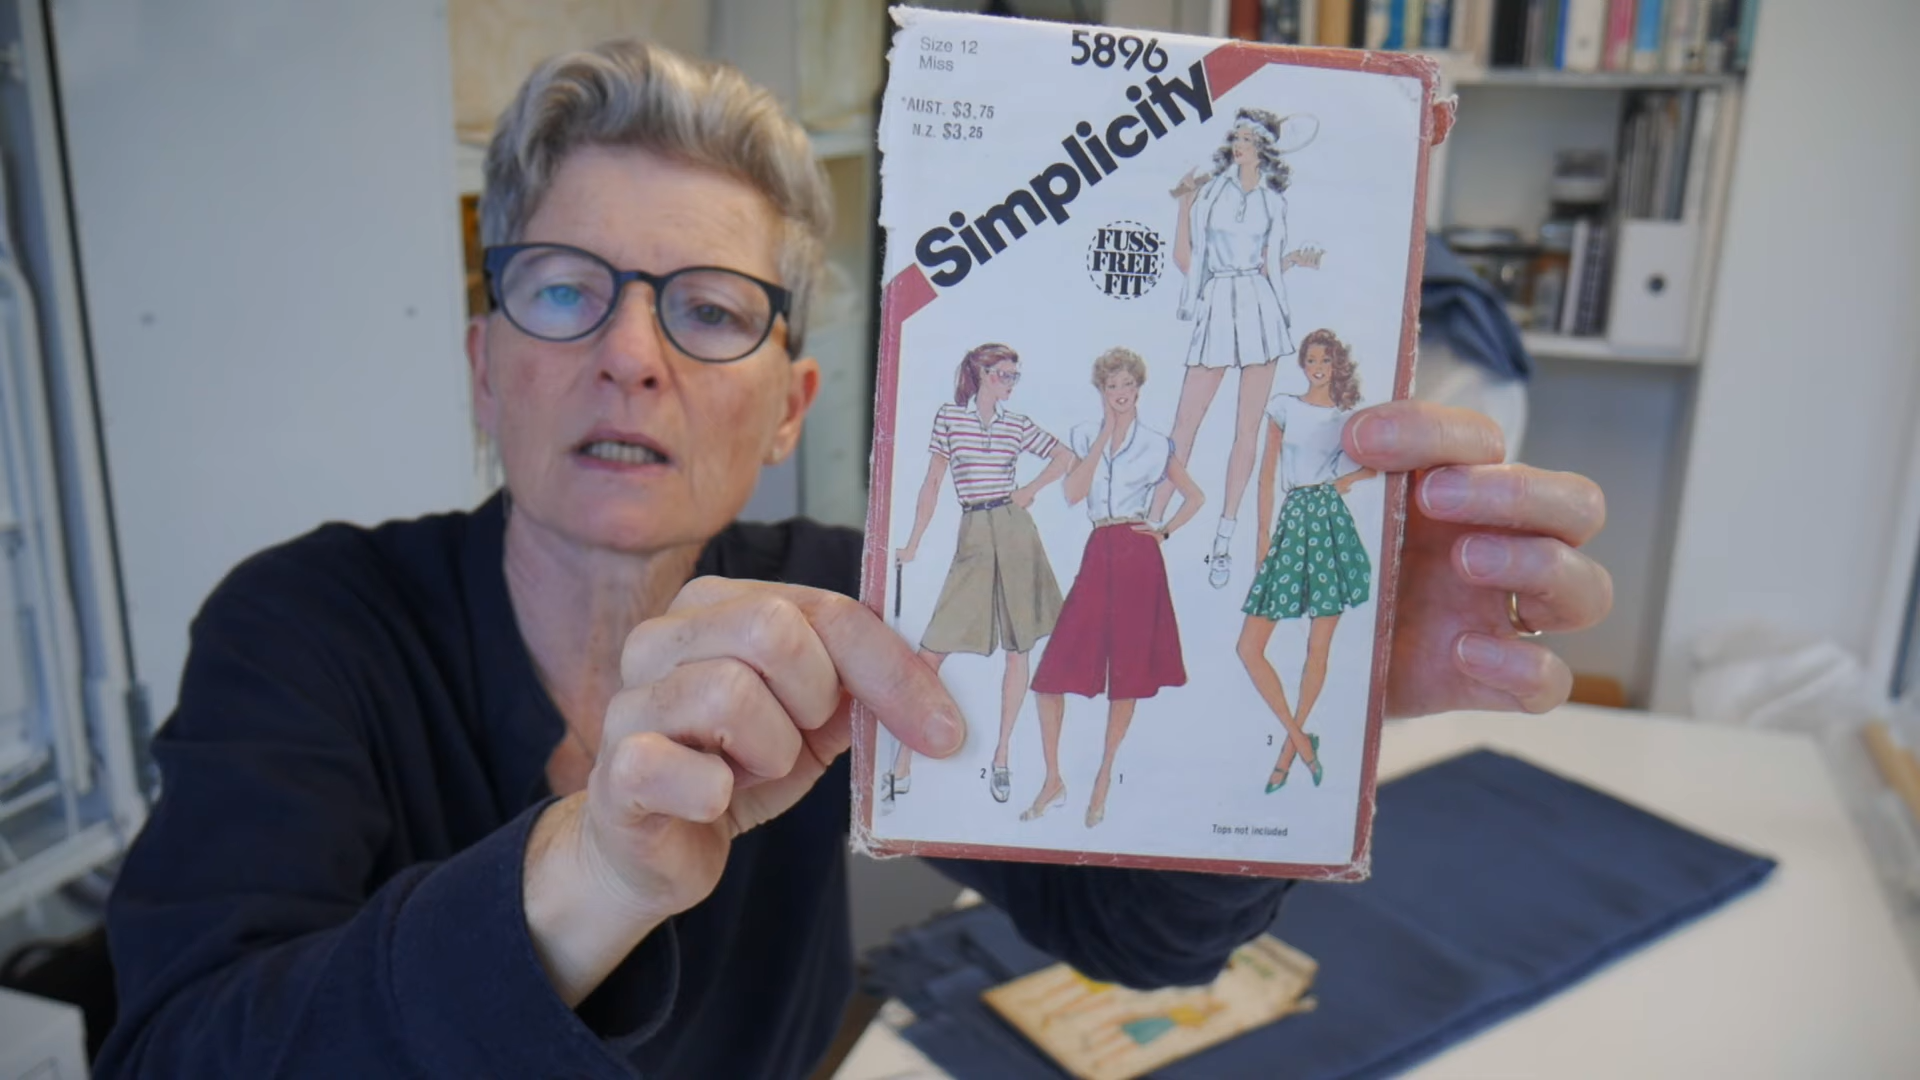 Size 12
Miss
5896
*AUST. $3.75
N.Z. $3.25
Simplicity
FUSS-
FREE
FIT®
4
2
1
3
Tops not included